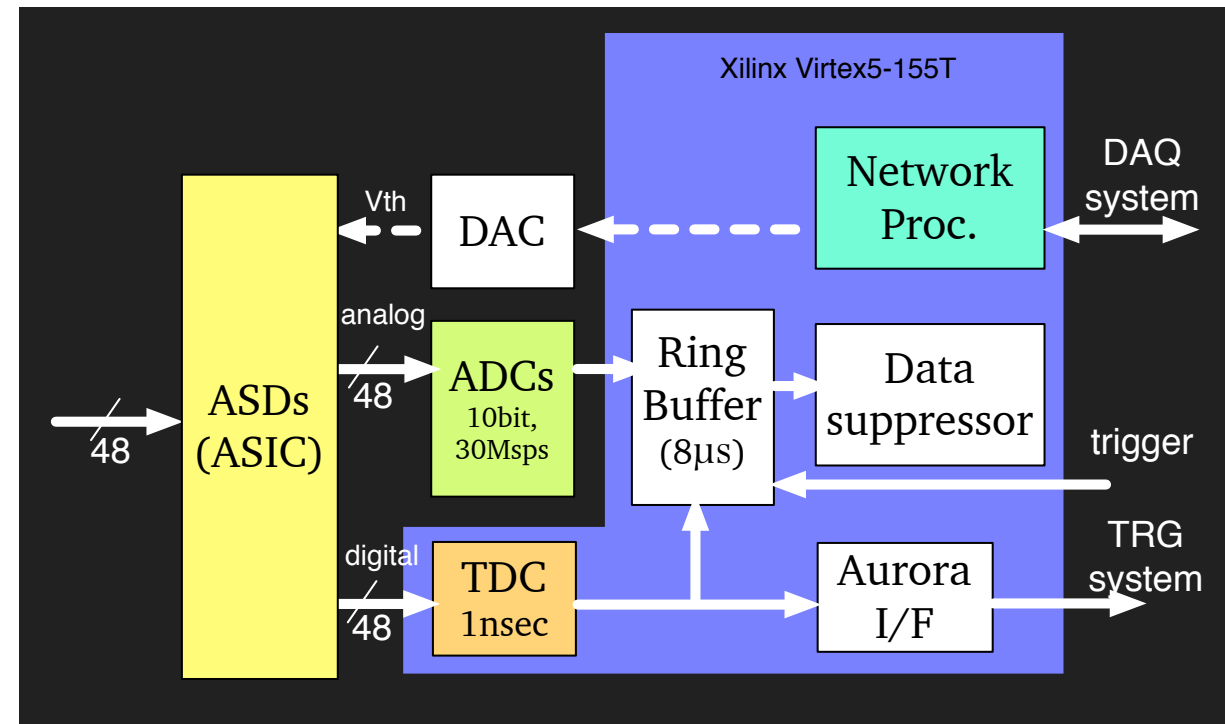 Xilinx Virtex5-155T
Network
Proc.
DAQ
system
Vth
DAC
analog
48
ADCs
10bit,
30Msps
Ring
Buffer
(8µs)
Data
suppressor
ASDs
(ASIC)
48
trigger
digital
48
TDC
1nsec
Aurora
I/F
TRG
system